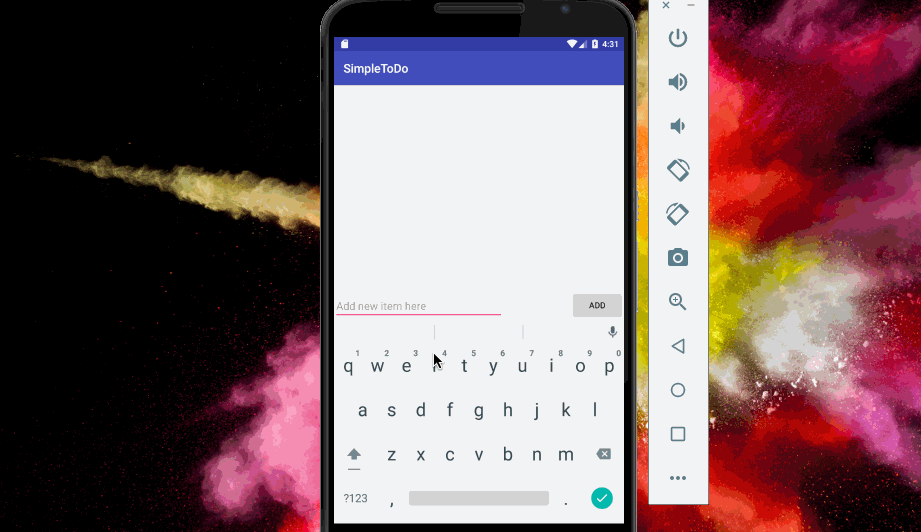 4:31
SimpleToDo
Add new item here
ADD
1 2 3 4 5 6 7 8 9 0
q w e r t y u i o p
a s d f g h j k l
z x c v b n m
?123 , .